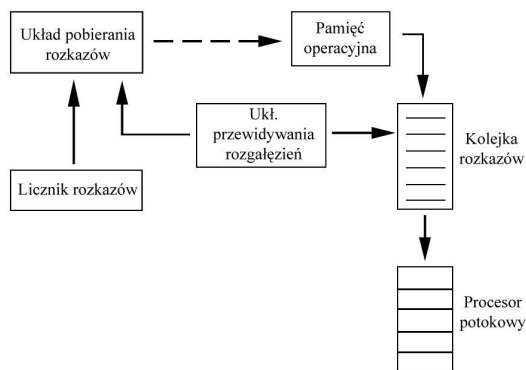 Układ pobierania
rozkazów
Pamięć
operacyjna
Ukł.
przewidywania
rozgałęzień
Kolejka
rozkazów
Licznik rozkazów
Procesor
potokowy